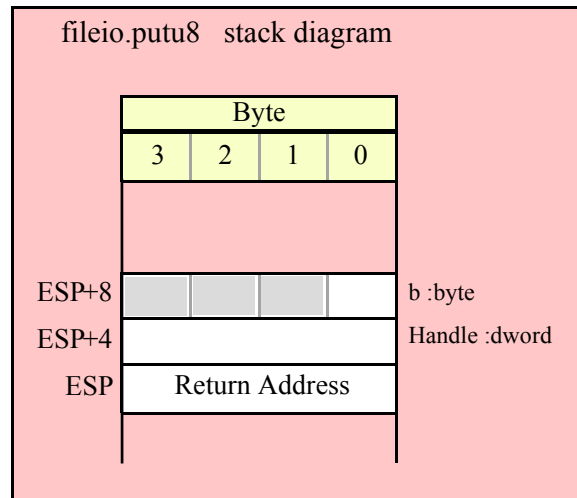 fileio.putu8 stack diagram
Byte
3 2 1 0
ESP+8 b :byte
ESP+4 Handle :dword
ESP Return Address